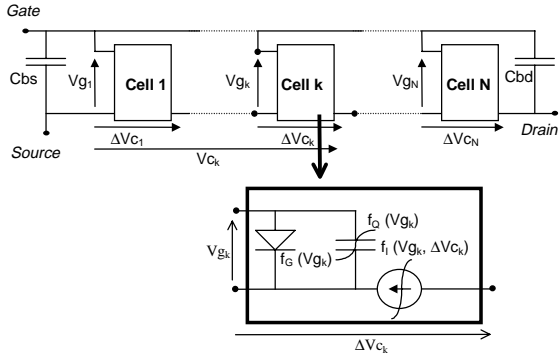 Gate
Cbs
Vg1
Cell 1
Vgk
Cell k
VgN
Cell N
Cbd
Source
ΔVc1
ΔVck
ΔVcN
Drain
Vck
Vgk
fG (Vgk)
fQ (Vgk)
fI (Vgk, ΔVck)
ΔVck